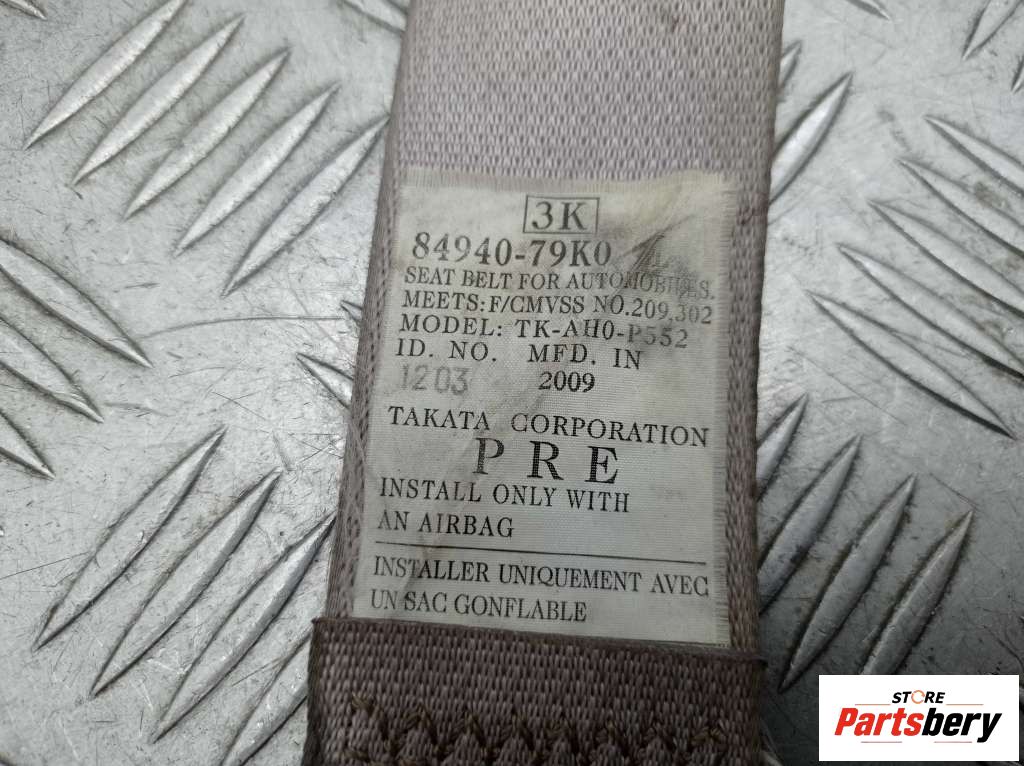 3K
84940-79K0
SEAT BELT FOR AUTOMOBILES.
MEETS: F/CMVSS NO.209,302
MODEL: TK-AH0-P552
ID. NO. MFD. IN
1203 2009
TAKATA CORPORATION
PRE
INSTALL ONLY WITH
AN AIRBAG
INSTALLER UNIQUEMENT AVEC
UN SAC GONFLABLE
STORE
Partsbery